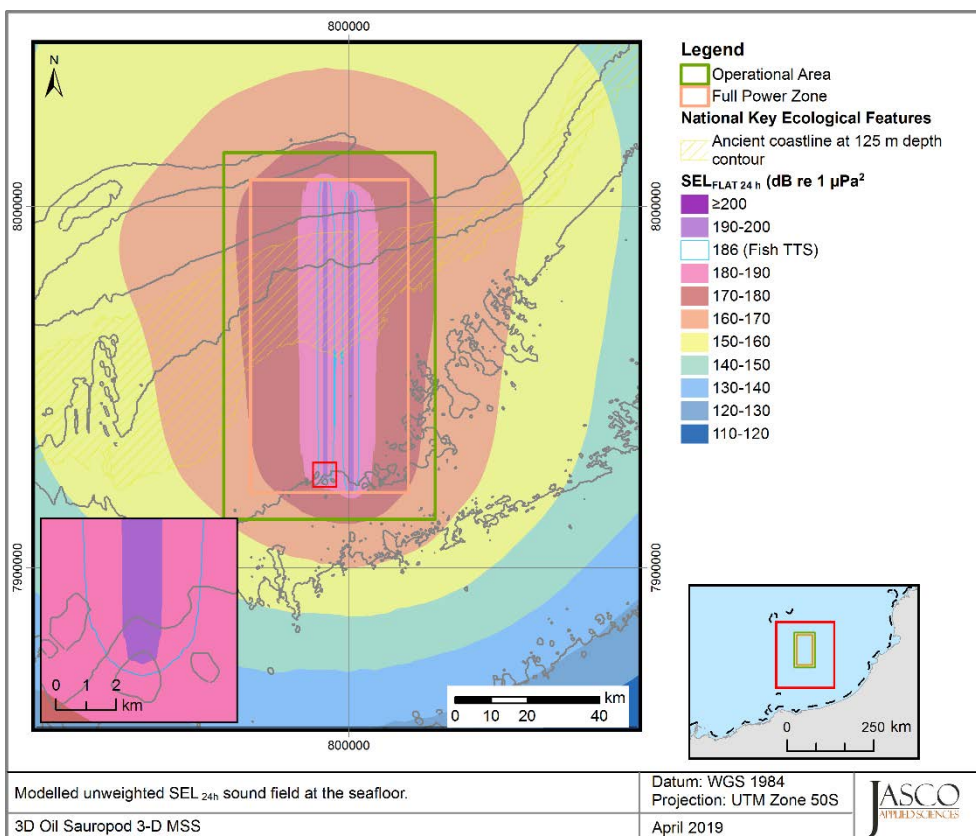 800000
N
8000000
7900000
8000000
7900000
0 1 2
km
km
0 10 20 40
800000
Legend
Operational Area
Full Power Zone
National Key Ecological Features
Ancient coastline at 125 m depth
contour
SELFLAT 24 h (dB re 1 µPa²
≥200
190-200
186 (Fish TTS)
180-190
170-180
160-170
150-160
140-150
130-140
120-130
110-120
0 250 km
Modelled unweighted SEL 24h sound field at the seafloor.
3D Oil Sauropod 3-D MSS
Datum: WGS 1984
Projection: UTM Zone 50S
April 2019
JASCO
APPLIED SCIENCES